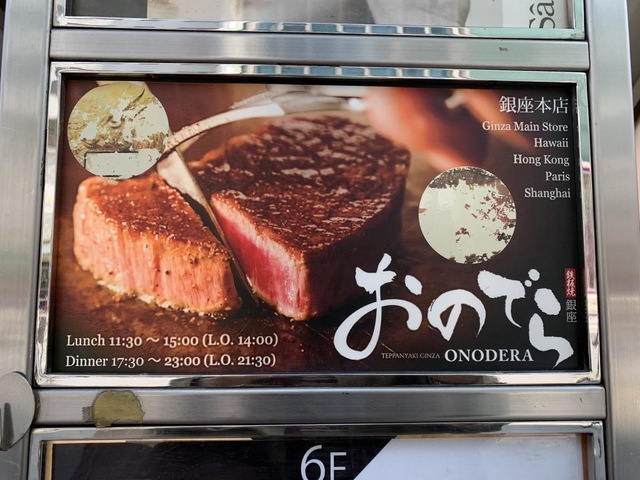 銀座本店
Ginza Main Store
Hawaii
Hong Kong
Paris
Shanghai
鉄板焼 銀座
おのでら
TEPPANYAKI GINZA ONODERA
Lunch 11:30 ～ 15:00 (L.O. 14:00)
Dinner 17:30 ～ 23:00 (L.O. 21:30)
6F